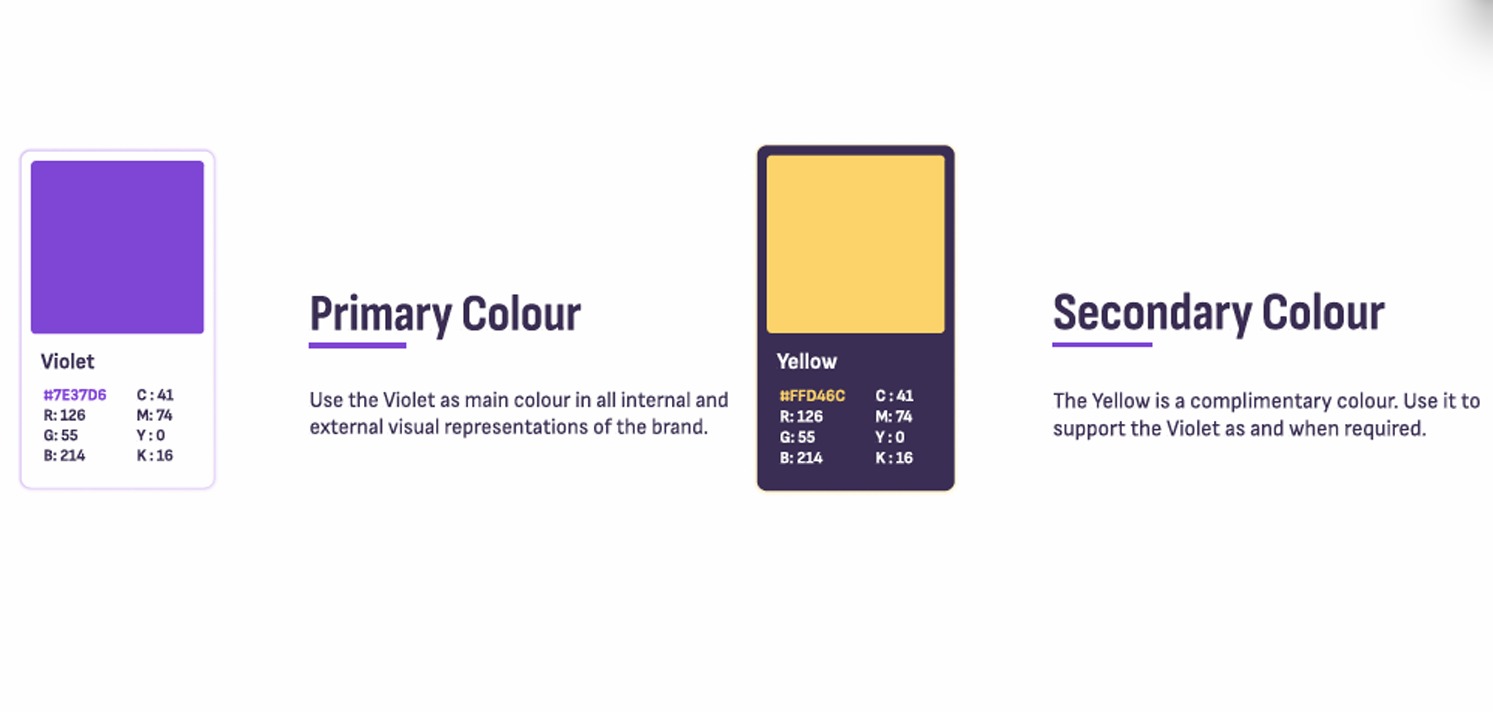 Violet
#7E37D6 C : 41
R: 126 M: 74
G: 55 Y : 0
B: 214 K : 16
Primary Colour
Use the Violet as main colour in all internal and
external visual representations of the brand.
Yellow
#FFD46C C : 41
R: 126 M: 74
G: 55 Y : 0
B: 214 K : 16
Secondary Colour
The Yellow is a complimentary colour. Use it to
support the Violet as and when required.